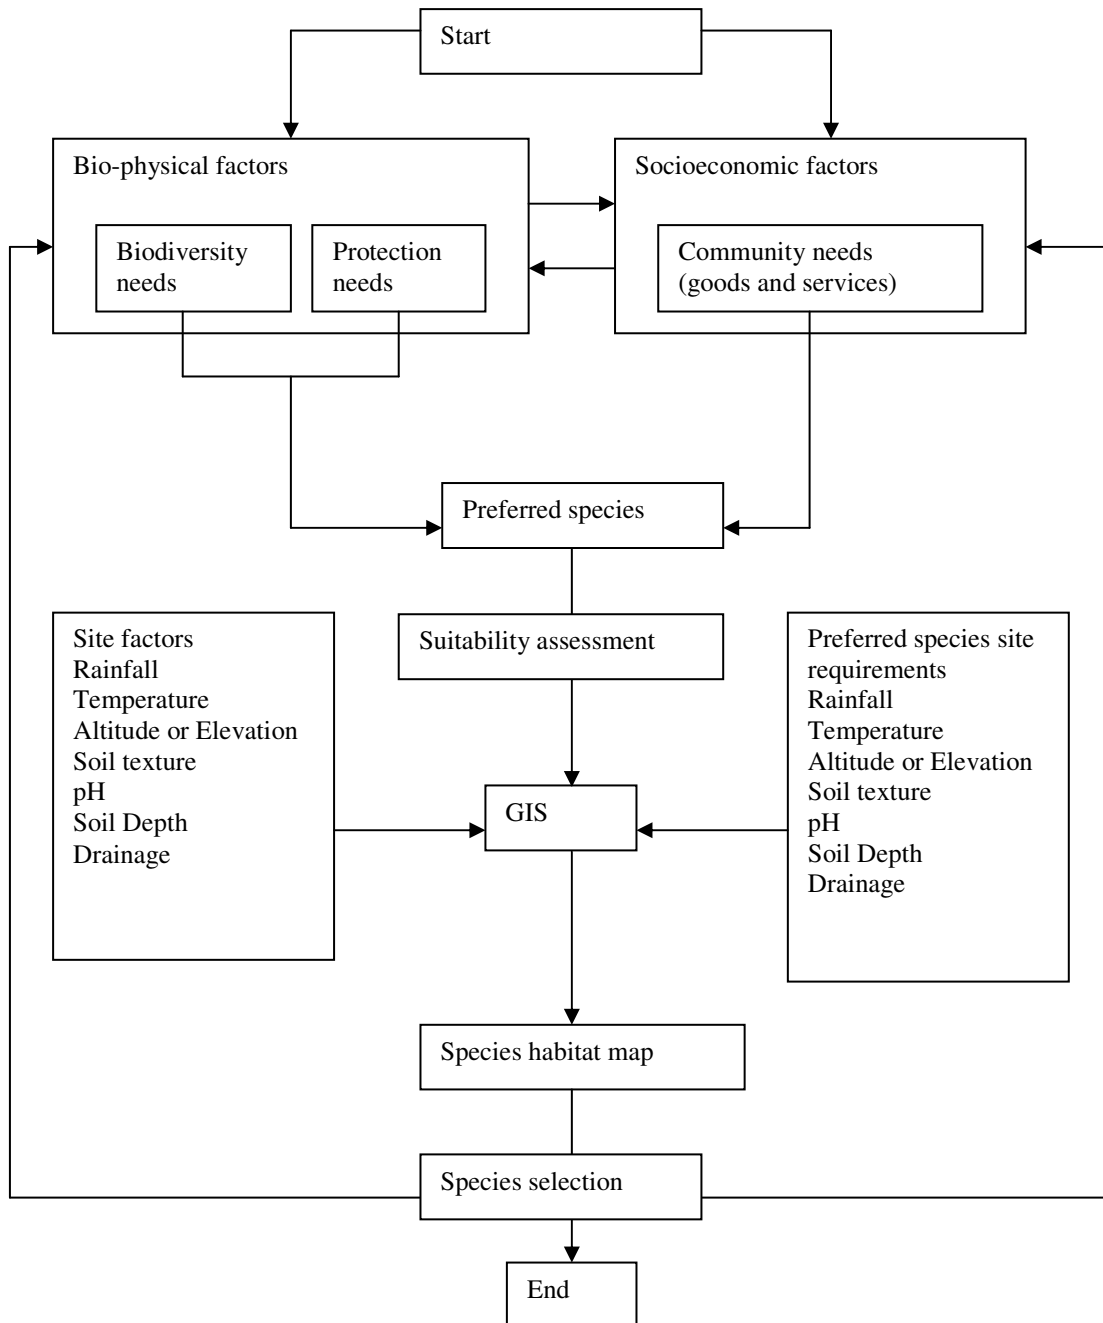 Start
Bio-physical factors
Biodiversity
needs
Protection
needs
Socioeconomic factors
Community needs
(goods and services)
Preferred species
Suitability assessment
Site factors
Rainfall
Temperature
Altitude or Elevation
Soil texture
pH
Soil Depth
Drainage
GIS
Preferred species site
requirements
Rainfall
Temperature
Altitude or Elevation
Soil texture
pH
Soil Depth
Drainage
Species habitat map
Species selection
End